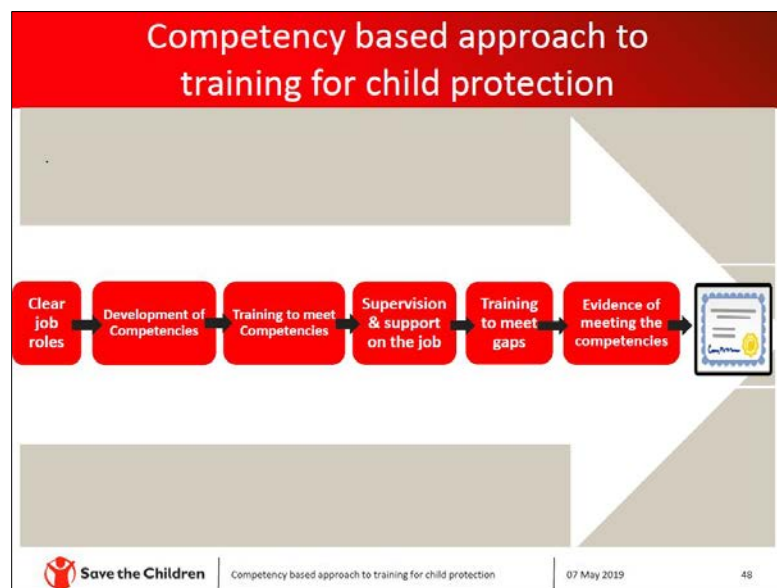 Competency based approach to
training for child protection
Clear
job
roles
Development of
Competencies
Training to meet
Competencies
Supervision
& support
on the job
Training
to meet
gaps
Evidence of
meeting the
competencies
Save the Children
Competency based approach to training for child protection
07 May 2019
48